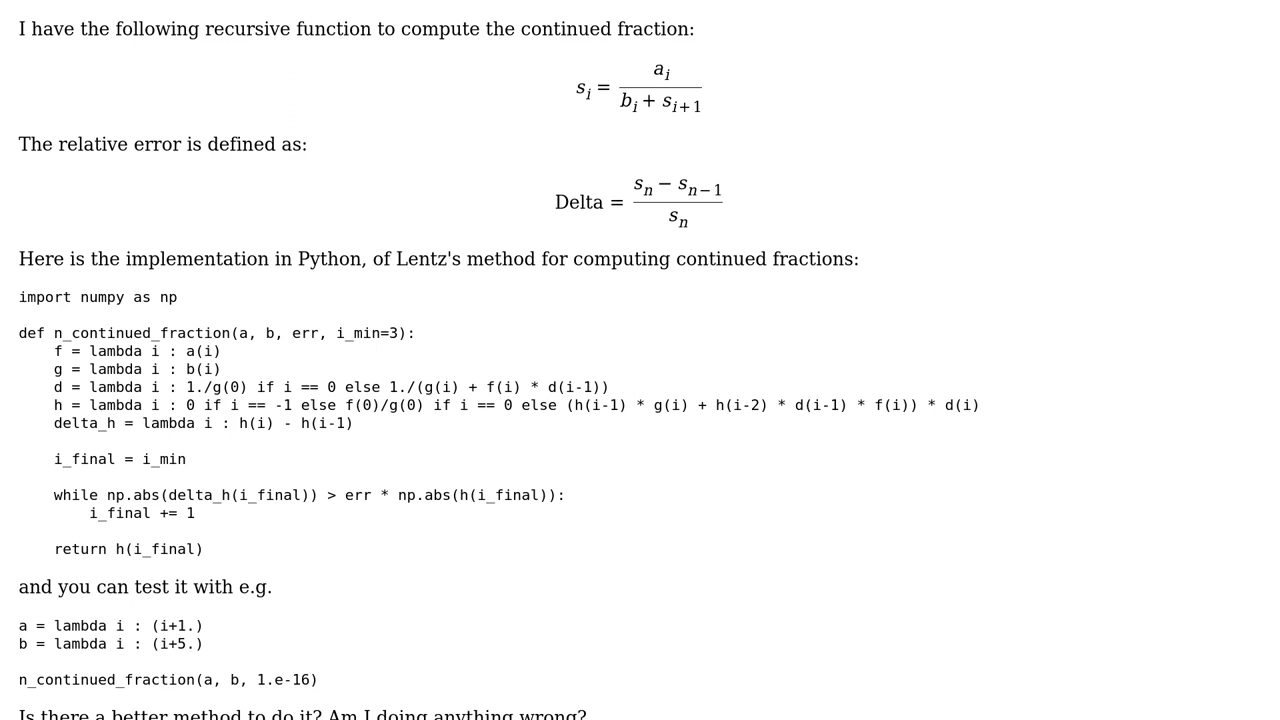 I have the following recursive function to compute the continued fraction:
s_i = a_i / (b_i + s_{i+1})
The relative error is defined as:
Delta = (s_n − s_{n−1}) / s_n
Here is the implementation in Python, of Lentz's method for computing continued fractions:
import numpy as np
def n_continued_fraction(a, b, err, i_min=3):
    f = lambda i : a(i)
    g = lambda i : b(i)
    d = lambda i : 1./g(0) if i == 0 else 1./(g(i) + f(i) * d(i-1))
    h = lambda i : 0 if i == -1 else f(0)/g(0) if i == 0 else (h(i-1) * g(i) + h(i-2) * d(i-1) * f(i)) * d(i)
    delta_h = lambda i : h(i) - h(i-1)
    i_final = i_min
    while np.abs(delta_h(i_final)) > err * np.abs(h(i_final)):
        i_final += 1
    return h(i_final)
and you can test it with e.g.
a = lambda i : (i+1.)
b = lambda i : (i+5.)
n_continued_fraction(a, b, 1.e-16)
Is there a better method to do it? Am I doing anything wrong?